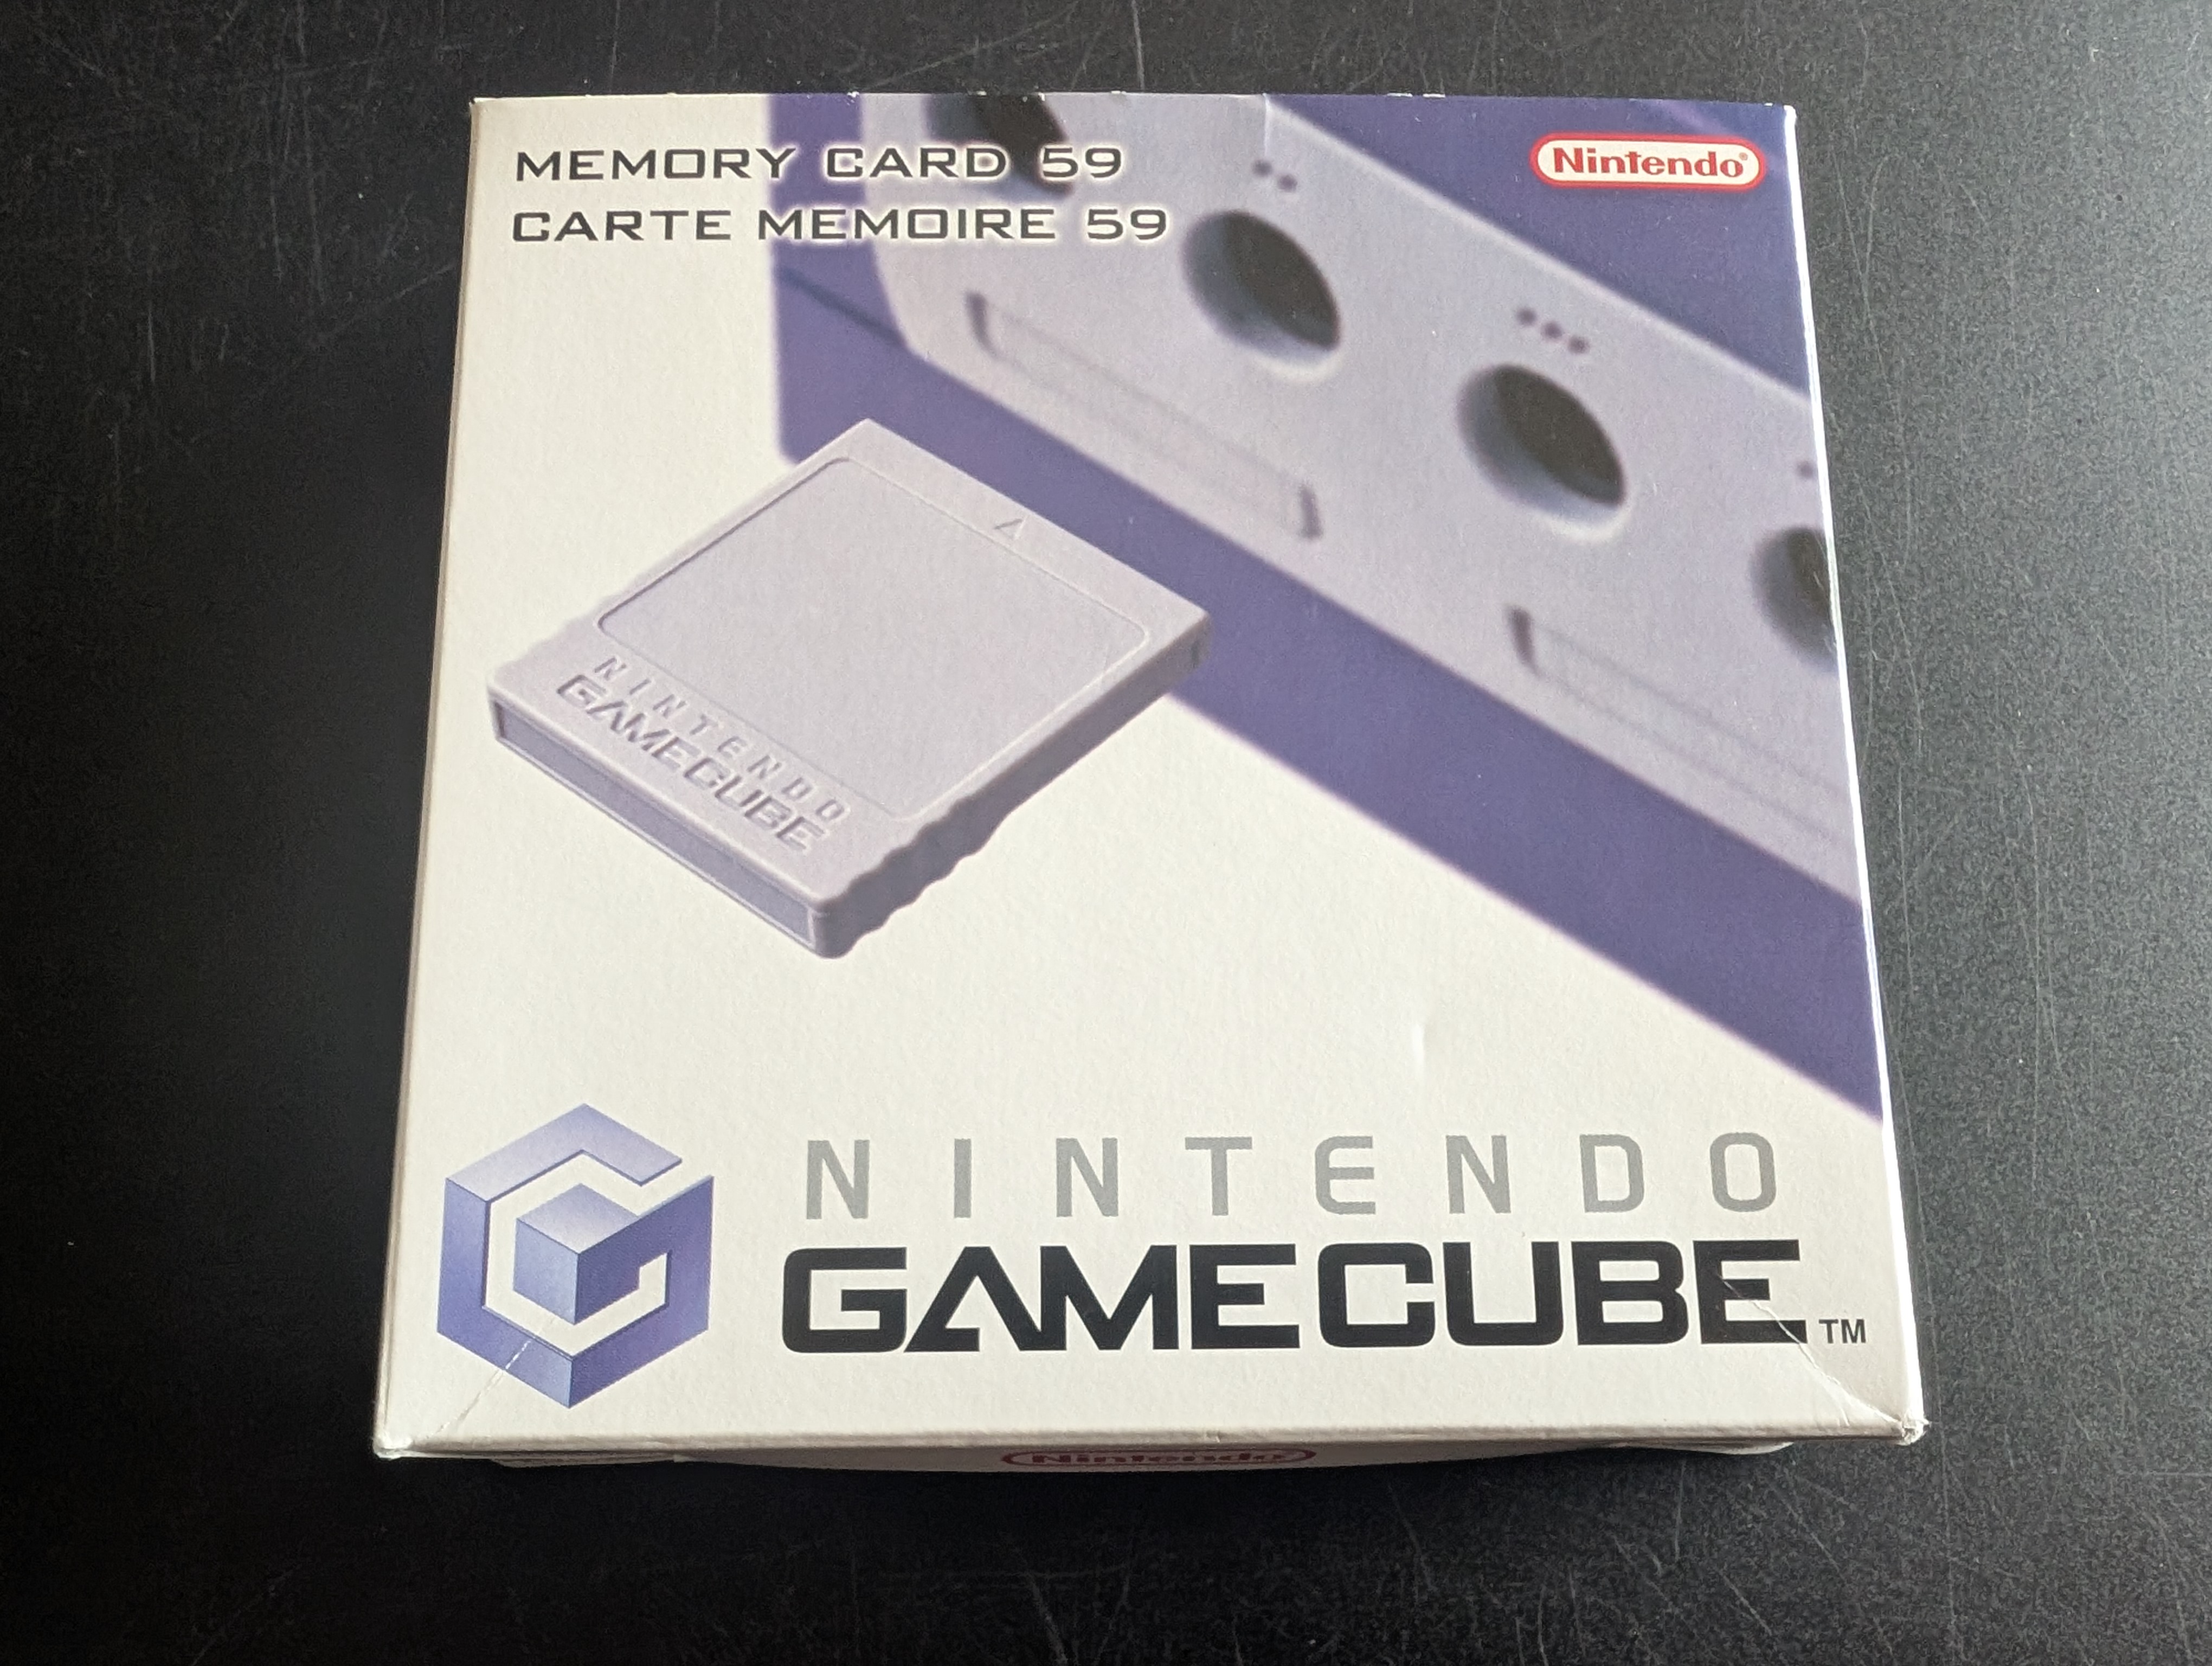 MEMORY CARD 59
CARTE MEMOIRE 59
Nintendo®
NINTENDO
GAMECUBE
NINTENDO
GAMECUBE™
Nintendo